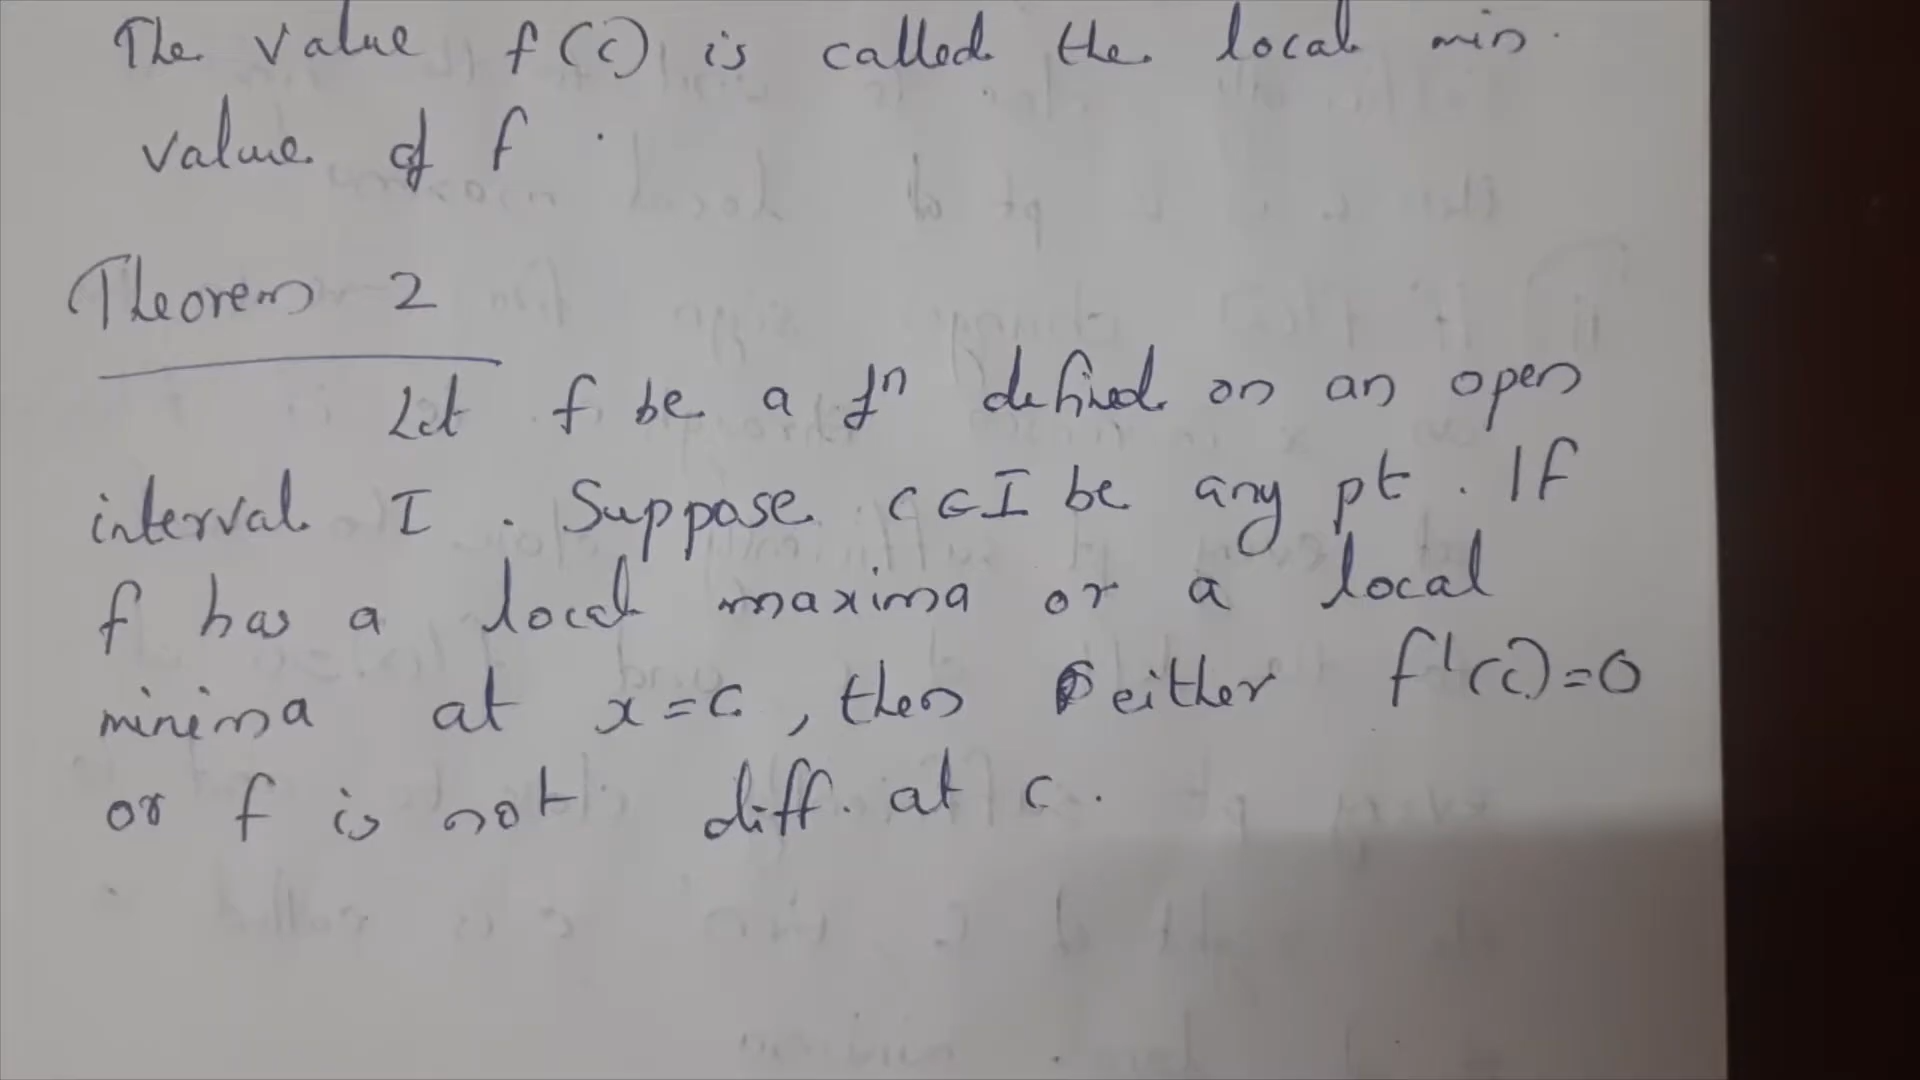 The value f(c) is called the local min.
value of f.
Theorem 2
Let f be a fⁿ defined on an open
interval I. Suppose c ∈ I be any pt. If
f has a local maxima or a local
minima at x=c, then either f'(c)=0
or f is not diff. at c.